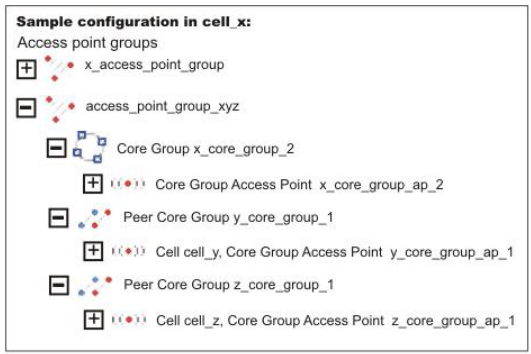 Sample configuration in cell_x:
Access point groups
x_access_point_group
access_point_group_xyz
Core Group x_core_group_2
Core Group Access Point x_core_group_ap_2
Peer Core Group y_core_group_1
Cell cell_y, Core Group Access Point y_core_group_ap_1
Peer Core Group z_core_group_1
Cell cell_z, Core Group Access Point z_core_group_ap_1